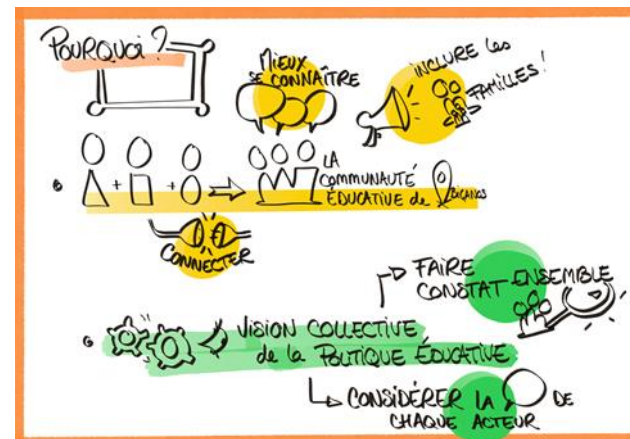 POURQUOI ?
MIEUX
SE CONNAÎTRE
INCLURE les
FAMILLES !
LA
COMMUNAUTÉ
ÉDUCATIVE de BIGANOS
CONNECTER
FAIRE
CONSTAT ENSEMBLE
VISION COLLECTIVE
de la POLITIQUE ÉDUCATIVE
CONSIDÉRER LA DE
CHAQUE ACTEUR